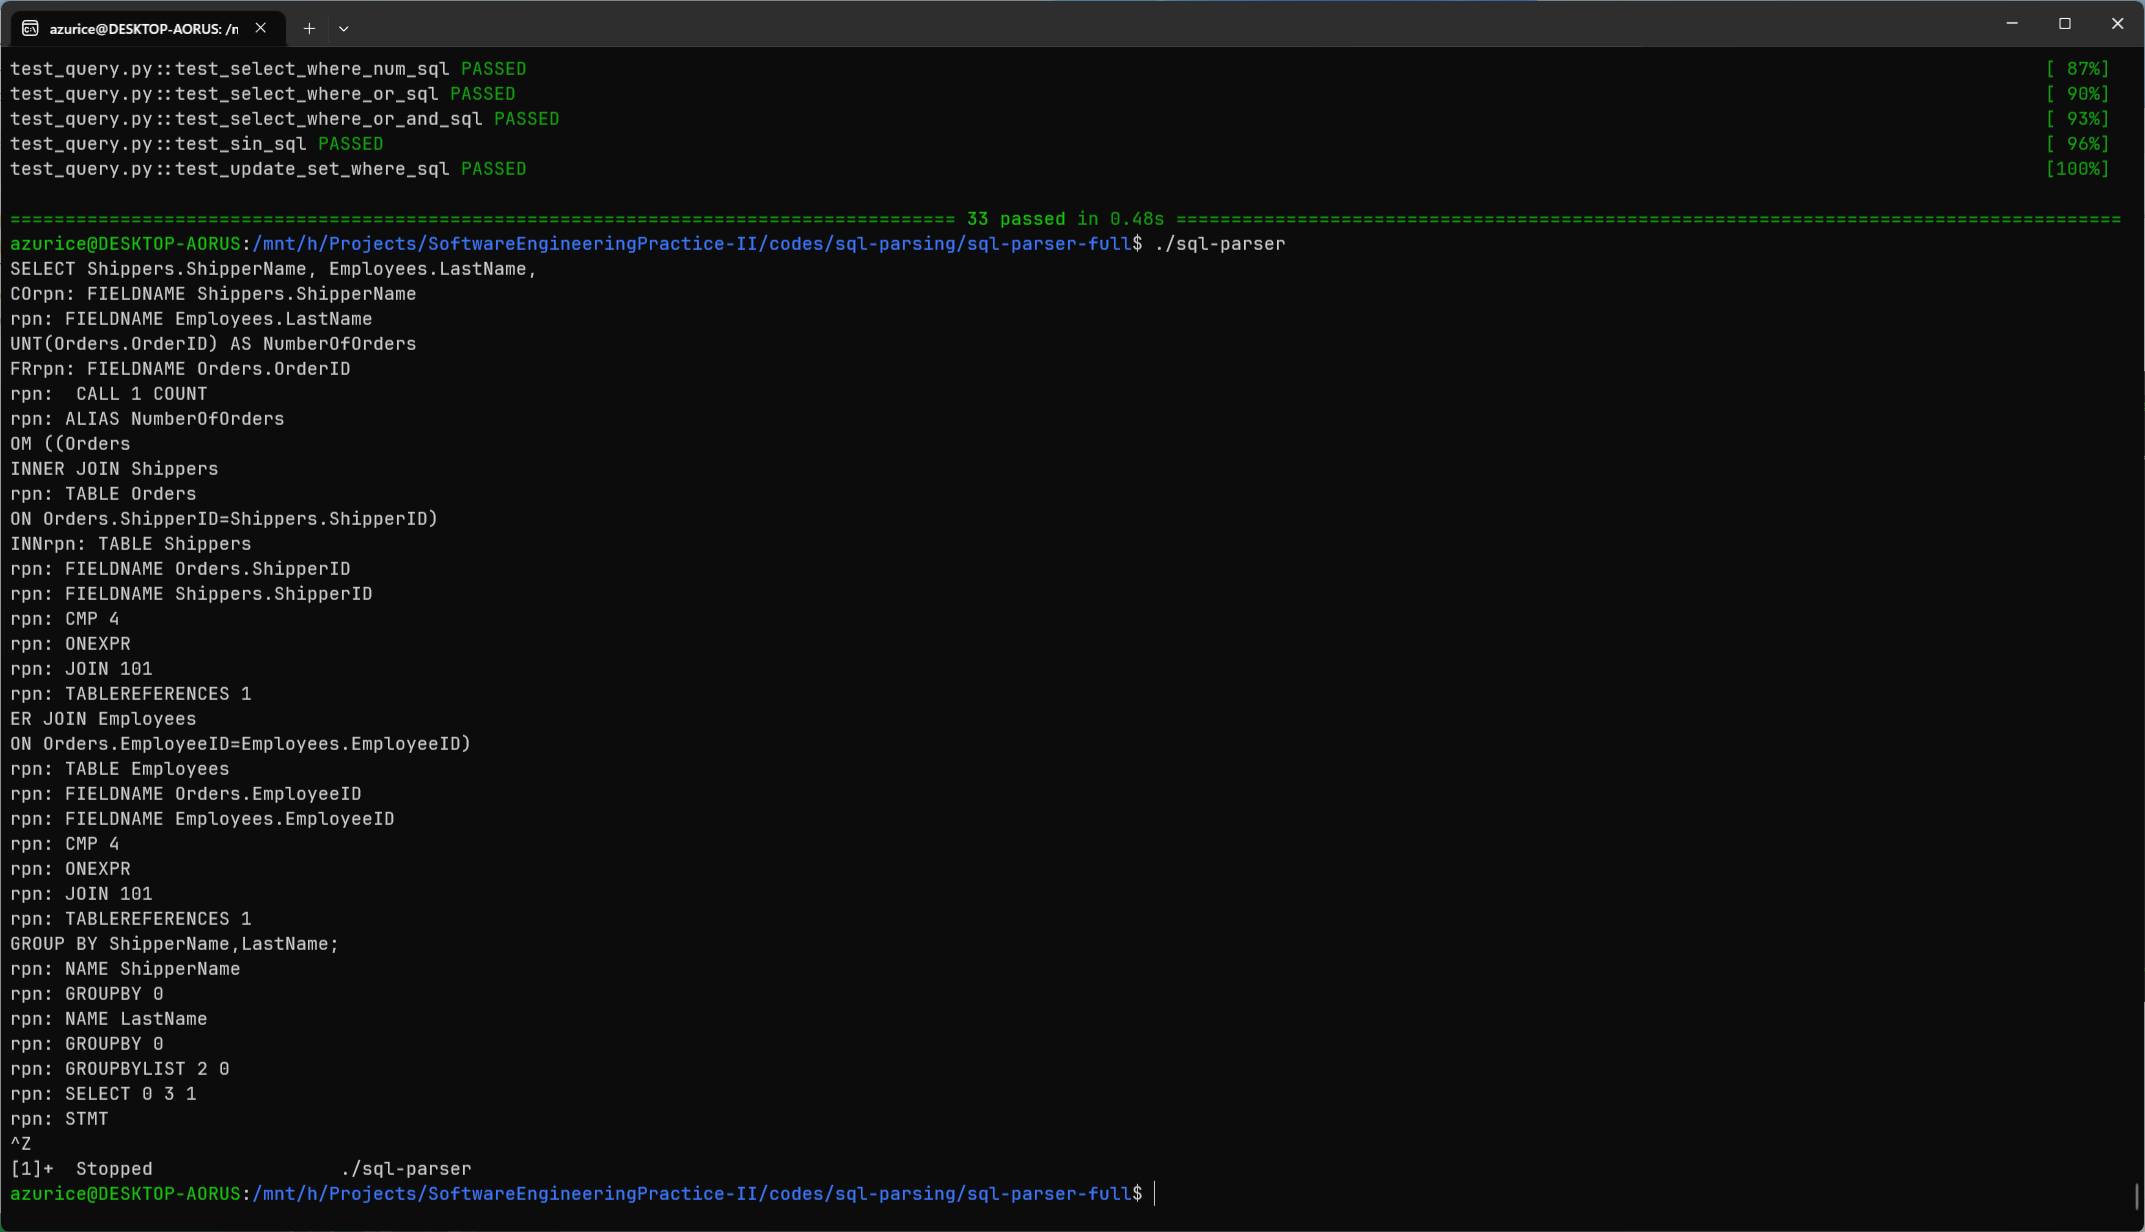 azurice@DESKTOP-AORUS: /n
test_query.py::test_select_where_num_sql PASSED [ 87%]
test_query.py::test_select_where_or_sql PASSED [ 90%]
test_query.py::test_select_where_or_and_sql PASSED [ 93%]
test_query.py::test_sin_sql PASSED [ 96%]
test_query.py::test_update_set_where_sql PASSED [100%]
====================================================================================== 33 passed in 0.48s ======================================================================================
azurice@DESKTOP-AORUS:/mnt/h/Projects/SoftwareEngineeringPractice-II/codes/sql-parsing/sql-parser-full$ ./sql-parser
SELECT Shippers.ShipperName, Employees.LastName,
COrpn: FIELDNAME Shippers.ShipperName
rpn: FIELDNAME Employees.LastName
UNT(Orders.OrderID) AS NumberOfOrders
FRrpn: FIELDNAME Orders.OrderID
rpn:  CALL 1 COUNT
rpn: ALIAS NumberOfOrders
OM ((Orders
INNER JOIN Shippers
rpn: TABLE Orders
ON Orders.ShipperID=Shippers.ShipperID)
INNrpn: TABLE Shippers
rpn: FIELDNAME Orders.ShipperID
rpn: FIELDNAME Shippers.ShipperID
rpn: CMP 4
rpn: ONEXPR
rpn: JOIN 101
rpn: TABLEREFERENCES 1
ER JOIN Employees
ON Orders.EmployeeID=Employees.EmployeeID)
rpn: TABLE Employees
rpn: FIELDNAME Orders.EmployeeID
rpn: FIELDNAME Employees.EmployeeID
rpn: CMP 4
rpn: ONEXPR
rpn: JOIN 101
rpn: TABLEREFERENCES 1
GROUP BY ShipperName,LastName;
rpn: NAME ShipperName
rpn: GROUPBY 0
rpn: NAME LastName
rpn: GROUPBY 0
rpn: GROUPBYLIST 2 0
rpn: SELECT 0 3 1
rpn: STMT
^Z
[1]+  Stopped                 ./sql-parser
azurice@DESKTOP-AORUS:/mnt/h/Projects/SoftwareEngineeringPractice-II/codes/sql-parsing/sql-parser-full$